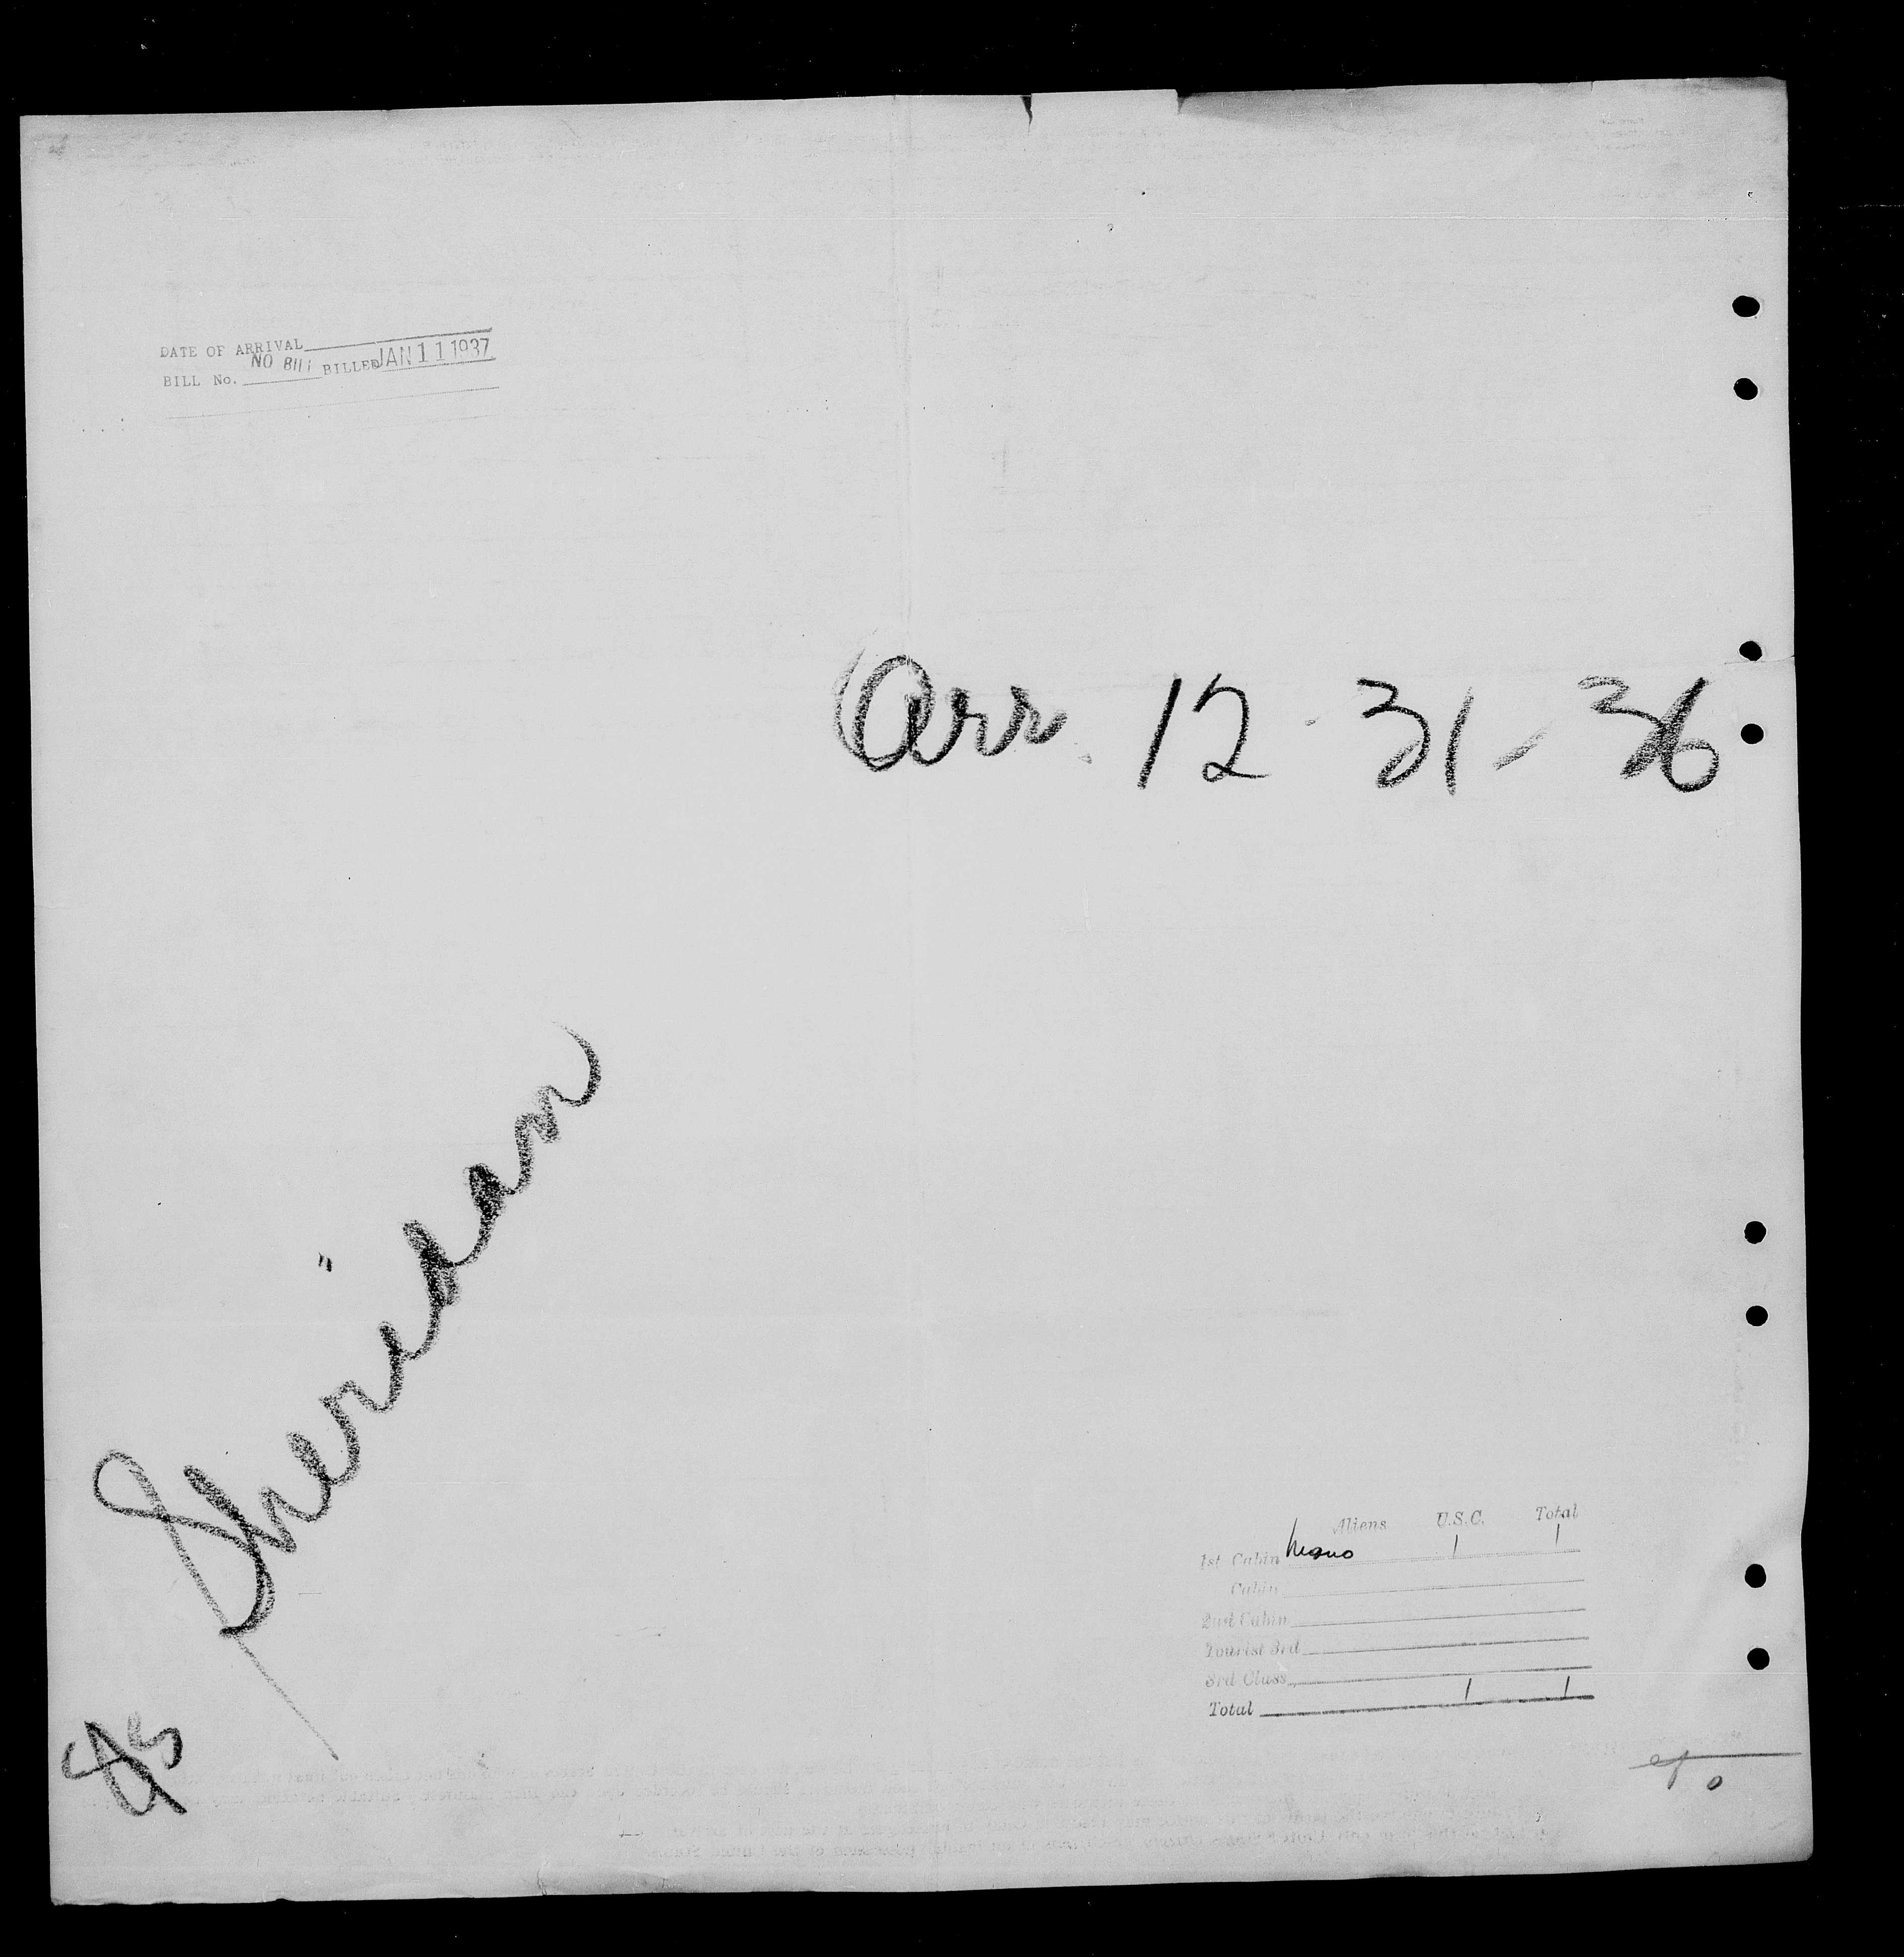 DATE OF ARRIVAL
BILL No. NO Bill BILLED JAN 11 1937
Arr. 12-31-36
Sheridan
Aliens U.S.C. Total
1st Cabin None 1 1
Cabin
2nd Cabin
Tourist 3rd
3rd Class
Total 1 1